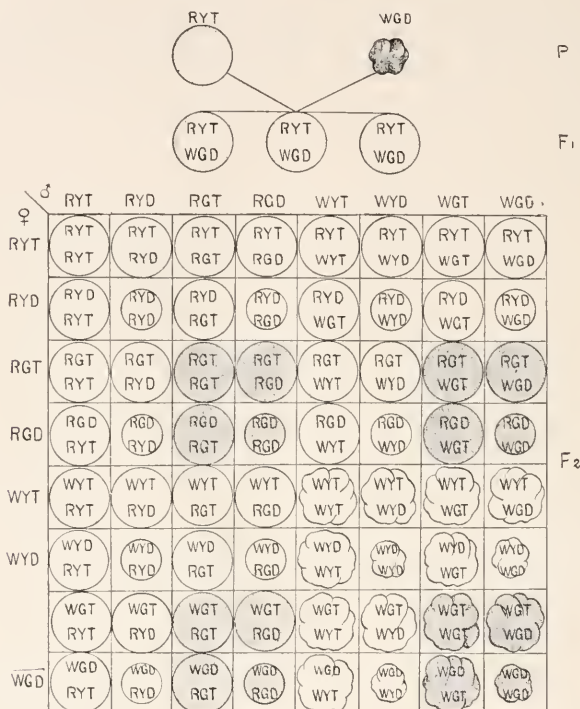 RYT WGD
P
RYT RYT RYT
WGD WGD WGD
F1
♂ RYT RYD RGT RGD WYT WYD WGT WGD
♀
RYT RYT RYT RYT RYT RYT RYT RYT RYT
RYT RYD RGT RGD WYT WYD WGT WGD
RYD RYD RYD RYD RYD RYD RYD RYD RYD
RYT RYD RGT RGD WGT WYD WGT WGD
RGT RGT RGT RGT RGT RGT RGT RGT RGT
RYT RYD RGT RGD WYT WYD WGT WGD
RGD RGD RGD RGD RGD RGD RGD RGD RGD
RYT RYD RGT RGD WYT WYD WGT WGD
F2
WYT WYT WYT WYT WYT WYT WYT WYT WYT
RYT RYD RGT RGD WYT WYD WGT WGD
WYD WYD WYD WYD WYD WYD WYD WYD WYD
RYT RYD RGT RGD WYT WYD WGT WGD
WGT WGT WGT WGT WGT WGT WGT WGT
RYT RYD RGT RGD WYT WYD WGT WGD
WGD WGD WGD WGD WGD WGD WGD WGD WGD
RYT RYD RGT RGD WYT WYD WGT WGD